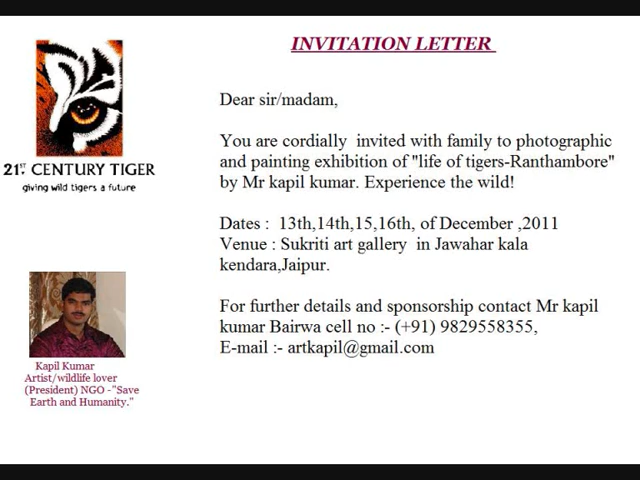 INVITATION LETTER
Dear sir/madam,
You are cordially invited with family to photographic
and painting exhibition of "life of tigers-Ranthambore"
by Mr kapil kumar. Experience the wild!
Dates : 13th,14th,15,16th, of December ,2011
Venue : Sukriti art gallery in Jawahar kala
kendara,Jaipur.
For further details and sponsorship contact Mr kapil
kumar Bairwa cell no :- (+91) 9829558355,
E-mail :- artkapil@gmail.com
21ST. CENTURY TIGER
giving wild tigers a future
Kapil Kumar
Artist/wildlife lover
(President) NGO -"Save
Earth and Humanity."